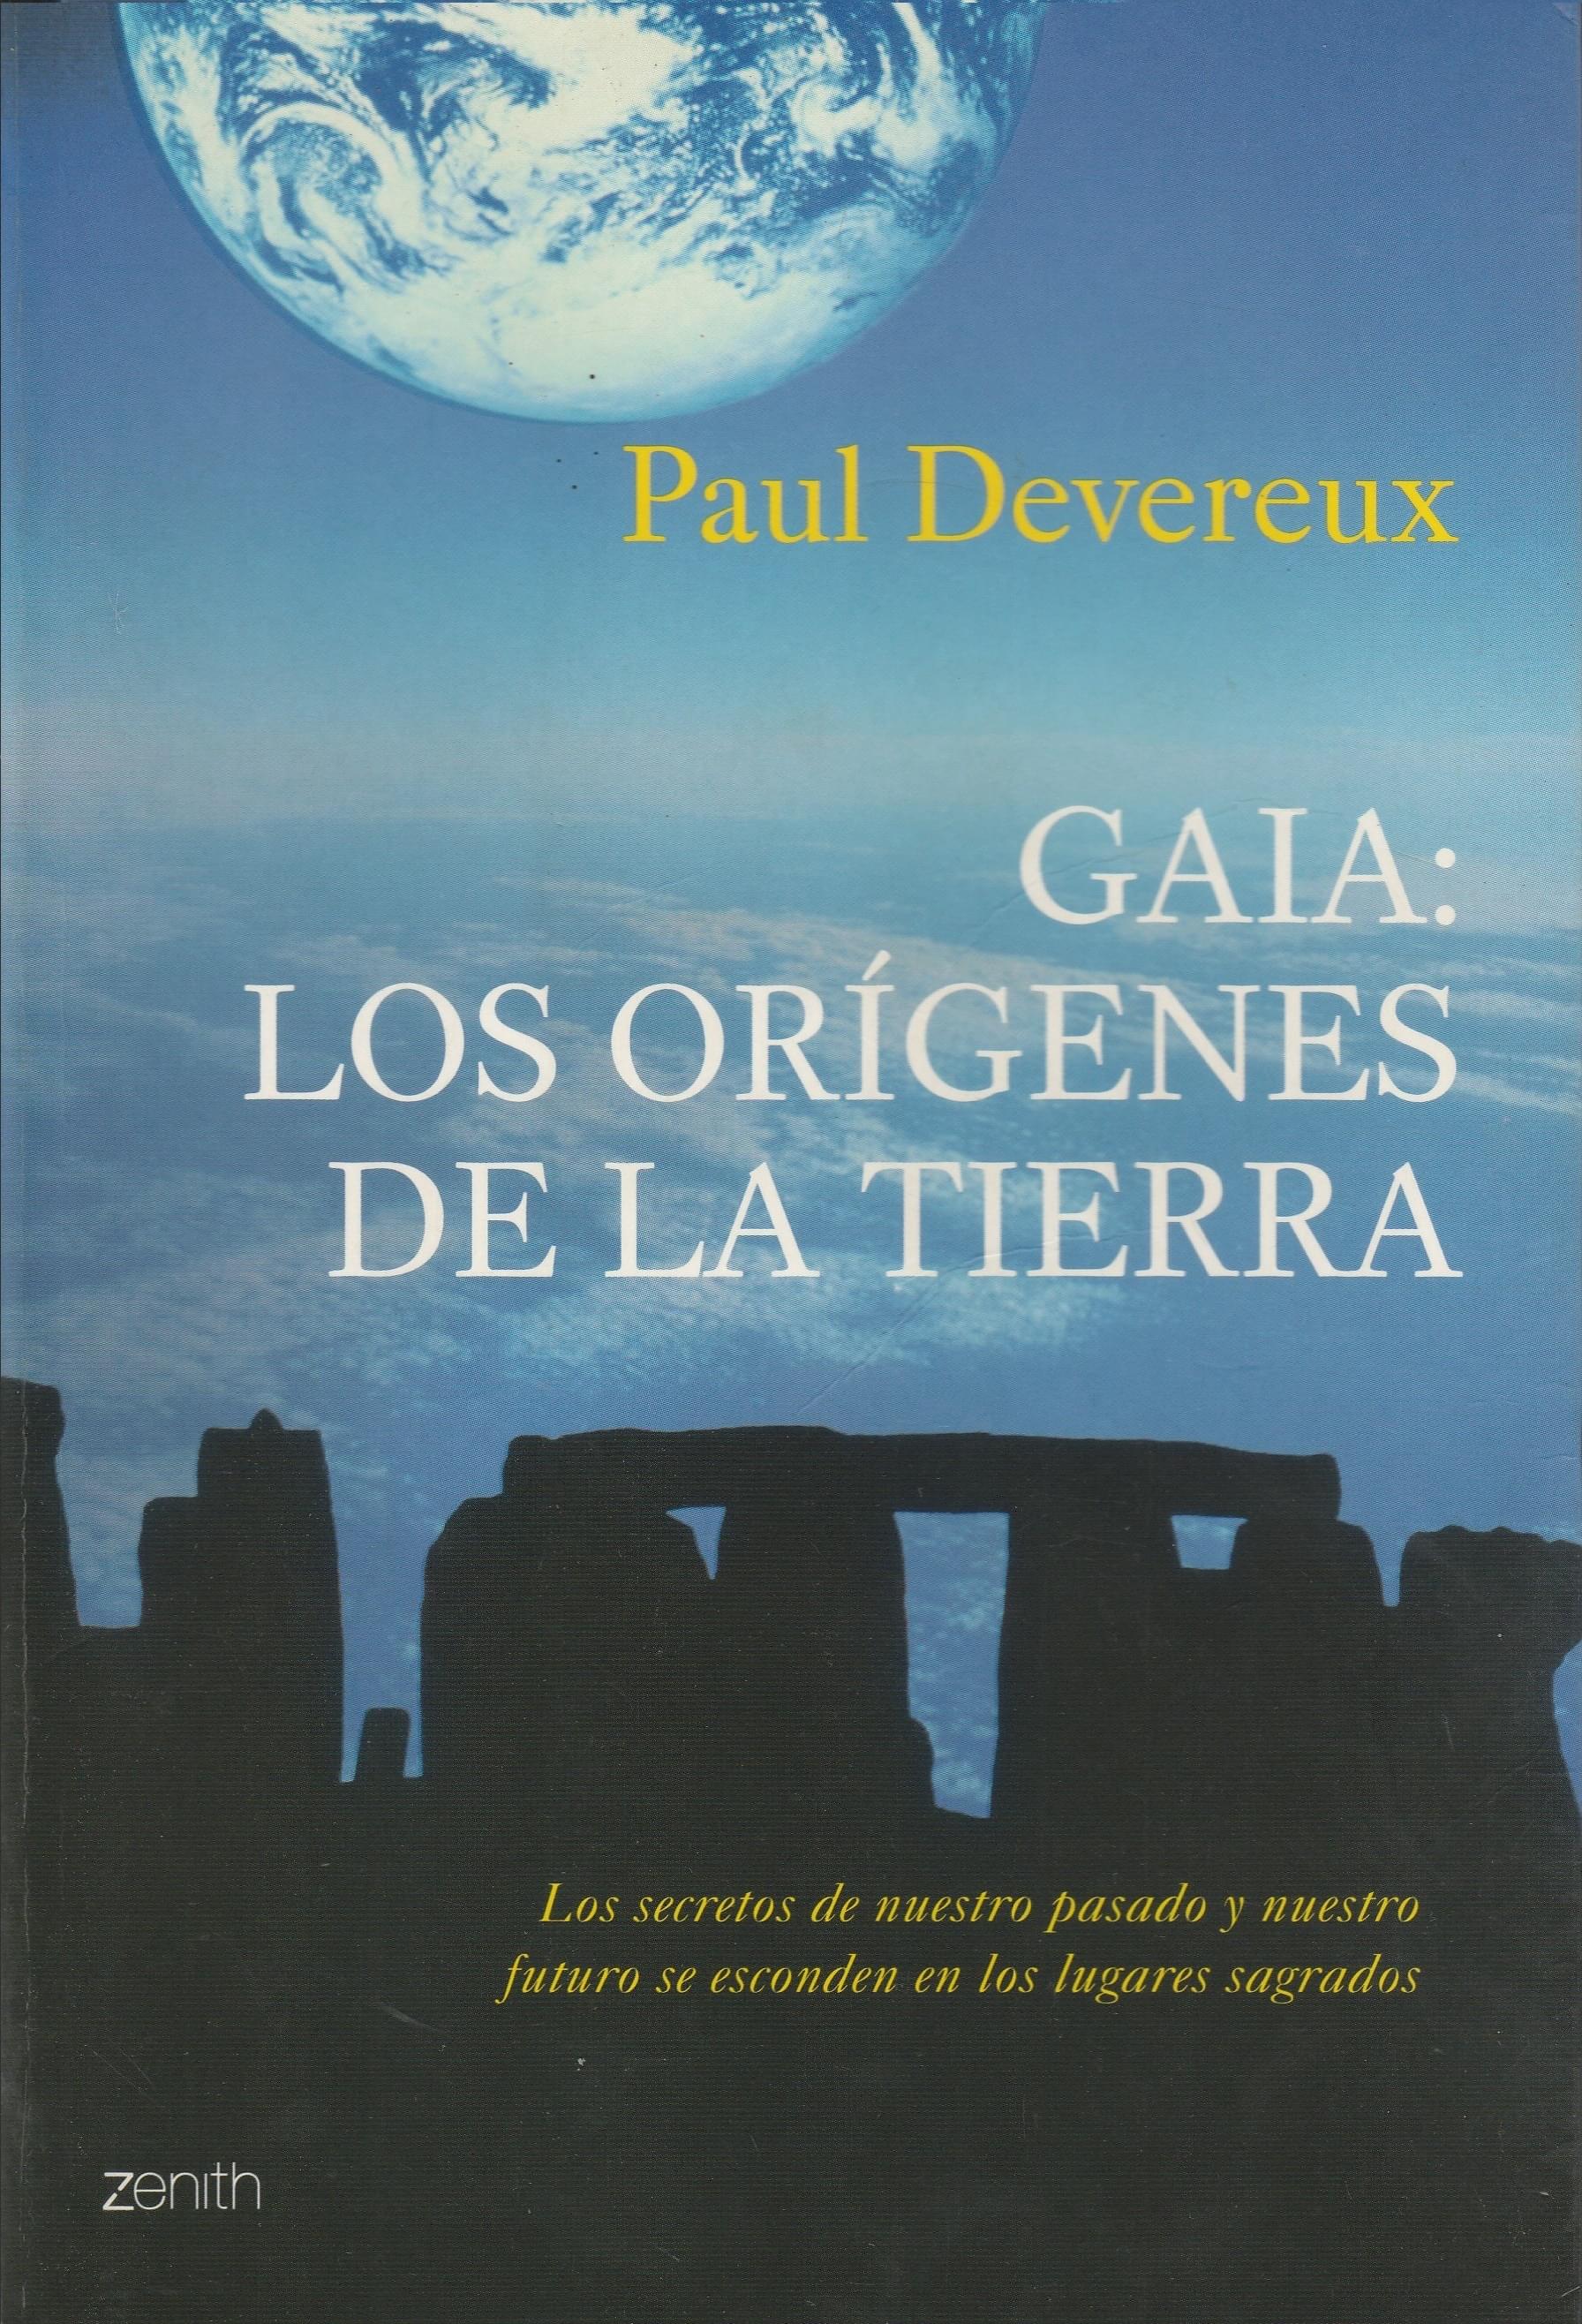 Paul Devereux
GAIA:
LOS ORÍGENES
DE LA TIERRA
Los secretos de nuestro pasado y nuestro
futuro se esconden en los lugares sagrados
zenith